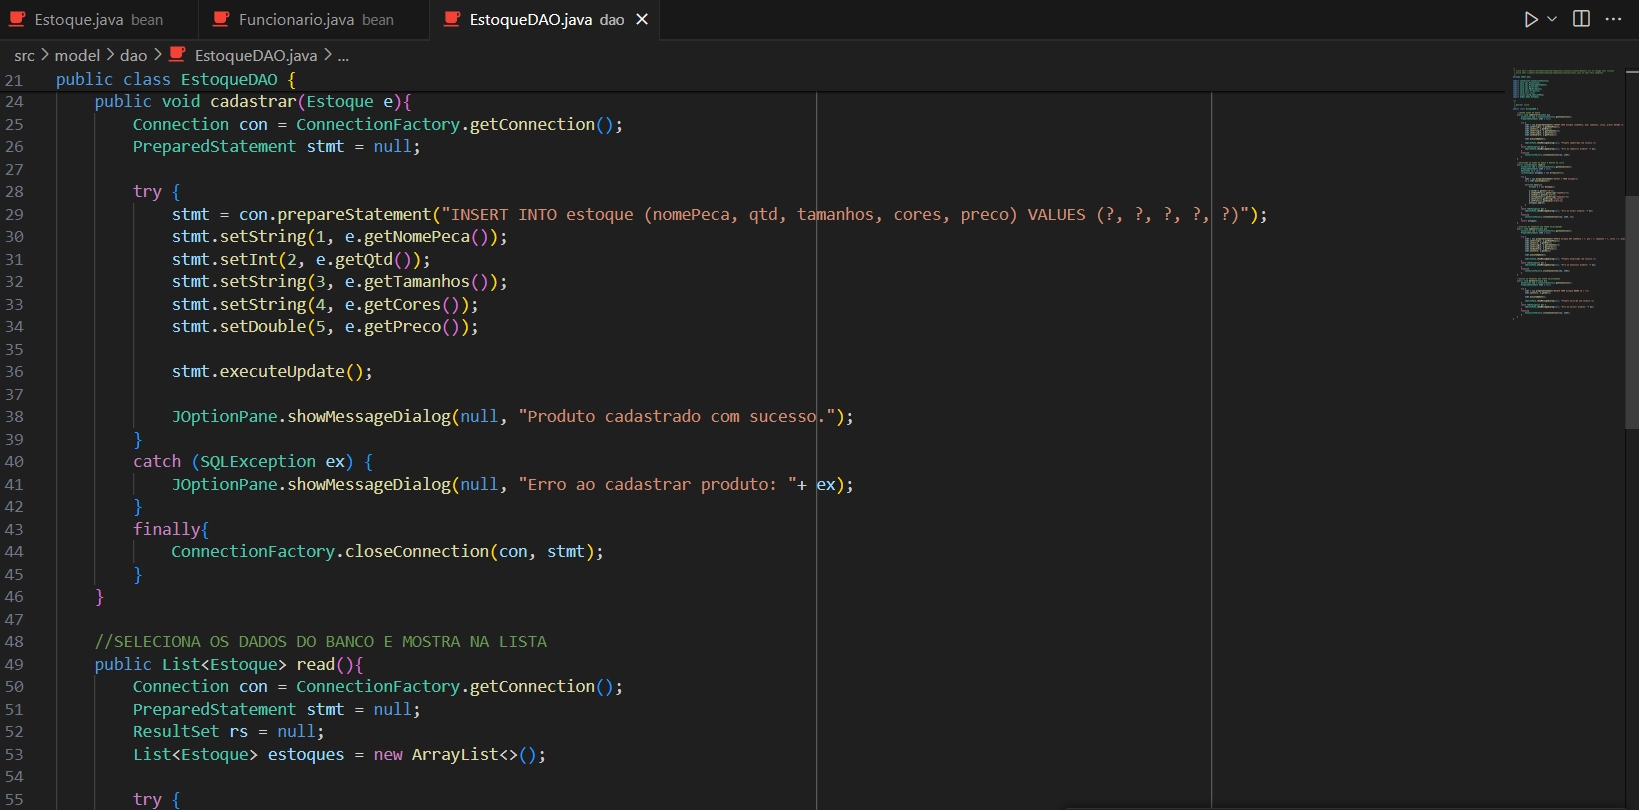 Estoque.java bean Funcionario.java bean EstoqueDAO.java dao
src > model > dao > EstoqueDAO.java > ...
21 public class EstoqueDAO {
24 public void cadastrar(Estoque e){
25 Connection con = ConnectionFactory.getConnection();
26 PreparedStatement stmt = null;
27
28 try {
29 stmt = con.prepareStatement("INSERT INTO estoque (nomePeca, qtd, tamanhos, cores, preco) VALUES (?, ?, ?, ?, ?)");
30 stmt.setString(1, e.getNomePeca());
31 stmt.setInt(2, e.getQtd());
32 stmt.setString(3, e.getTamanhos());
33 stmt.setString(4, e.getCores());
34 stmt.setDouble(5, e.getPreco());
35
36 stmt.executeUpdate();
37
38 JOptionPane.showMessageDialog(null, "Produto cadastrado com sucesso.");
39 }
40 catch (SQLException ex) {
41 JOptionPane.showMessageDialog(null, "Erro ao cadastrar produto: "+ ex);
42 }
43 finally{
44 ConnectionFactory.closeConnection(con, stmt);
45 }
46 }
47
48 //SELECIONA OS DADOS DO BANCO E MOSTRA NA LISTA
49 public List<Estoque> read(){
50 Connection con = ConnectionFactory.getConnection();
51 PreparedStatement stmt = null;
52 ResultSet rs = null;
53 List<Estoque> estoques = new ArrayList<>();
54
55 try {